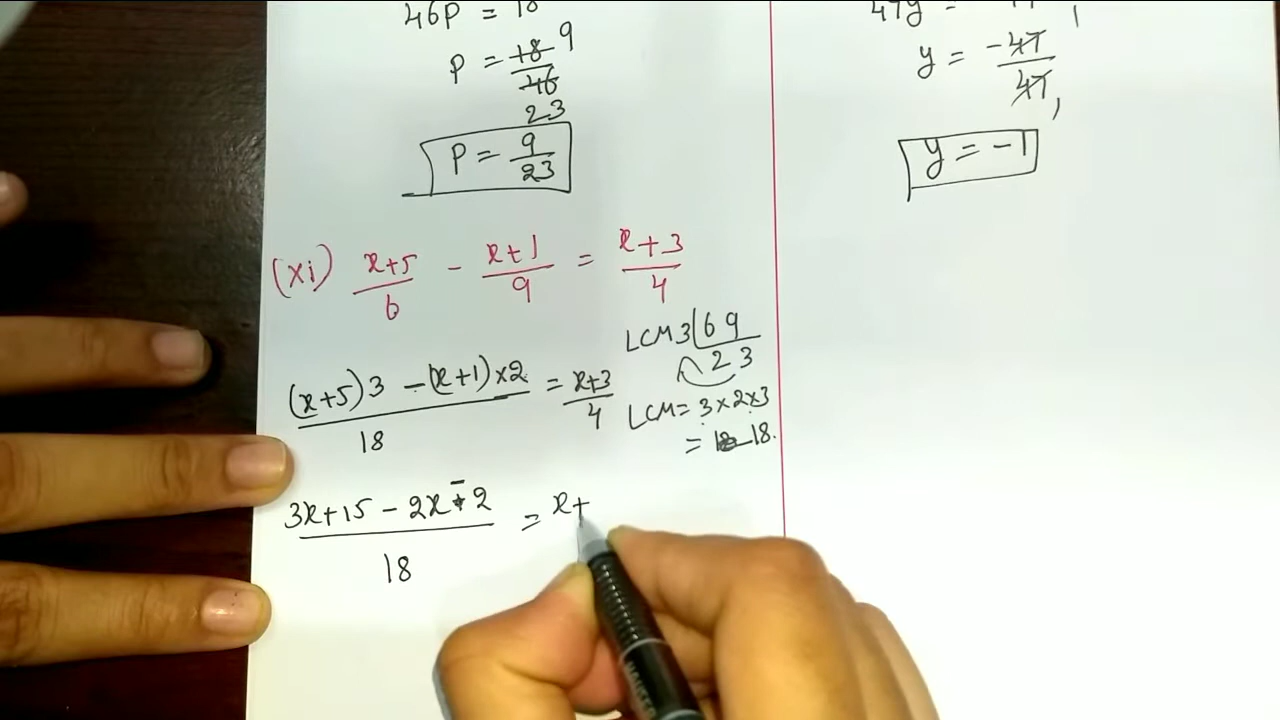 46P = 18
P = 18 9 / 46 23
P = 9/23
47y =
y = -47/47,
y = -1
(xi) x+5/6 - x+1/9 = x+3/4
LCM 3 6 9
2 3
LCM = 3×2×3
= 18.
(x+5)3 - (x+1)×2 / 18 = x+3/4
3x+15 - 2x - 2 / 18 = x+